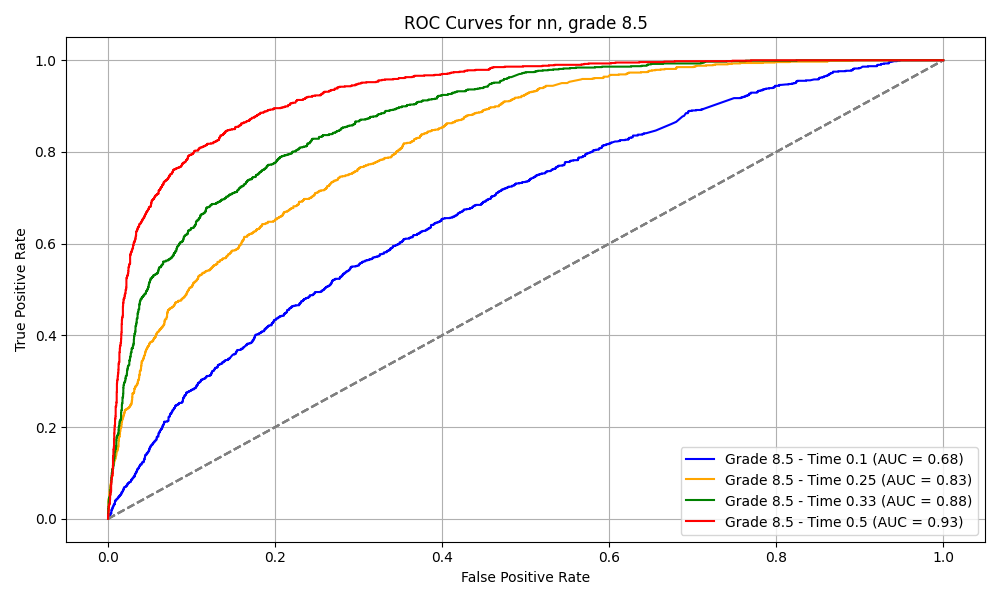 ROC Curves for nn, grade 8.5
True Positive Rate
1.0
0.8
0.6
0.4
0.2
0.0
Grade 8.5 - Time 0.1 (AUC = 0.68)
Grade 8.5 - Time 0.25 (AUC = 0.83)
Grade 8.5 - Time 0.33 (AUC = 0.88)
Grade 8.5 - Time 0.5 (AUC = 0.93)
0.0 0.2 0.4 0.6 0.8 1.0
False Positive Rate